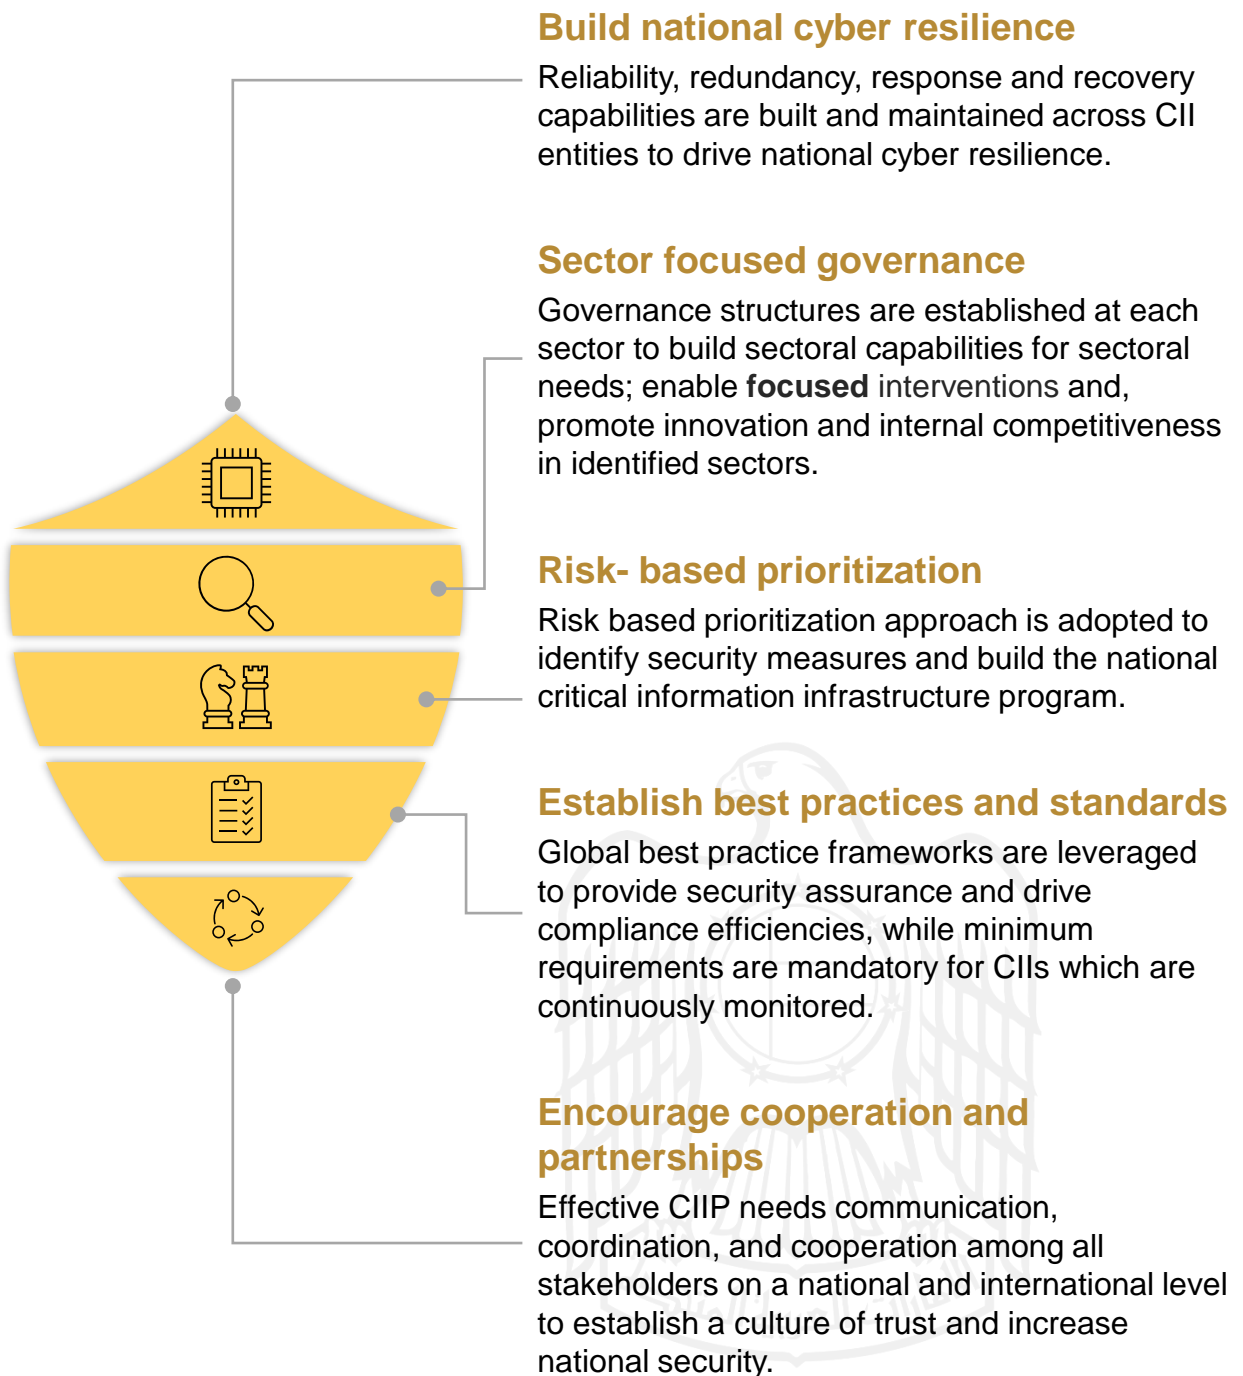 Build national cyber resilience
Reliability, redundancy, response and recovery
capabilities are built and maintained across CII
entities to drive national cyber resilience.
Sector focused governance
Governance structures are established at each
sector to build sectoral capabilities for sectoral
needs; enable focused interventions and,
promote innovation and internal competitiveness
in identified sectors.
Risk- based prioritization
Risk based prioritization approach is adopted to
identify security measures and build the national
critical information infrastructure program.
Establish best practices and standards
Global best practice frameworks are leveraged
to provide security assurance and drive
compliance efficiencies, while minimum
requirements are mandatory for CIIs which are
continuously monitored.
Encourage cooperation and
partnerships
Effective CIIP needs communication,
coordination, and cooperation among all
stakeholders on a national and international level
to establish a culture of trust and increase
national security.